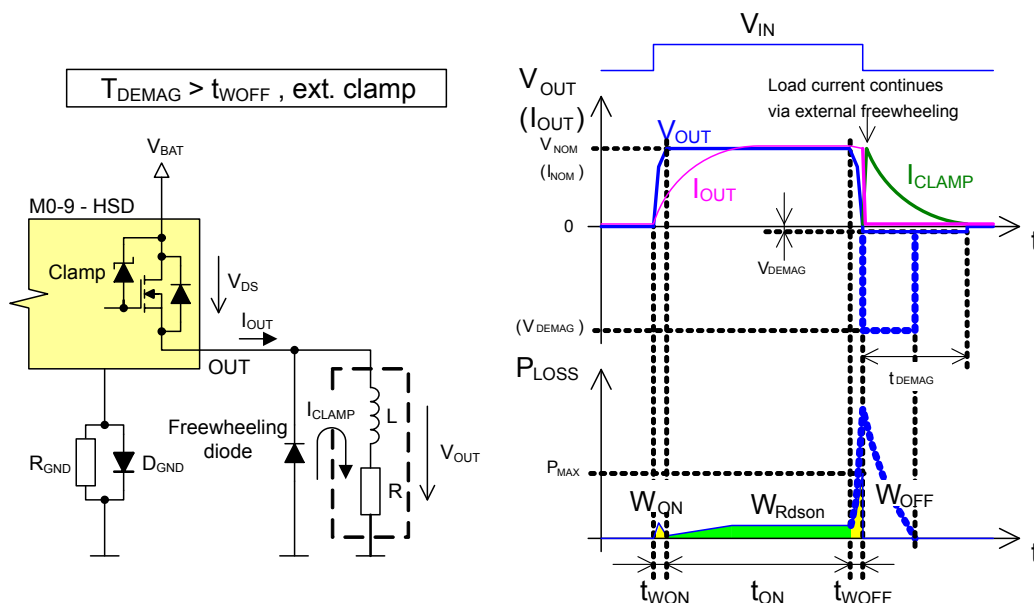 T_DEMAG > t_WOFF , ext. clamp
V_BAT
M0-9 - HSD
Clamp
V_DS
I_OUT
OUT
R_GND
D_GND
Freewheeling
diode
I_CLAMP
L
R
V_OUT
V_IN
V_OUT
(I_OUT)
Load current continues
via external freewheeling
V_NOM
(I_NOM)
V_OUT
I_OUT
I_CLAMP
0
t
V_DEMAG
(V_DEMAG)
t_DEMAG
P_LOSS
P_MAX
W_ON
W_Rdson
W_OFF
t
t_WON
t_ON
t_WOFF